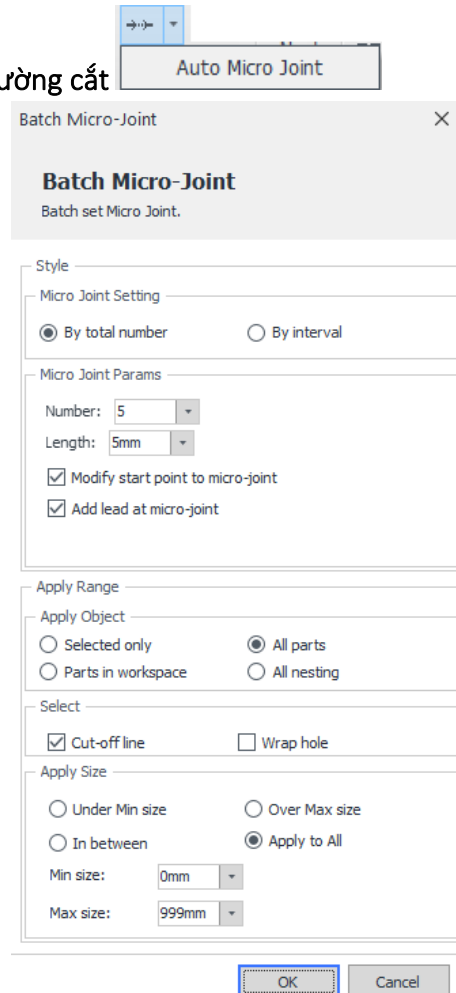 ường cắt
Auto Micro Joint
Batch Micro-Joint
Batch Micro-Joint
Batch set Micro Joint.
Style
Micro Joint Setting
By total number By interval
Micro Joint Params
Number: 5
Length: 5mm
Modify start point to micro-joint
Add lead at micro-joint
Apply Range
Apply Object
Selected only All parts
Parts in workspace All nesting
Select
Cut-off line Wrap hole
Apply Size
Under Min size Over Max size
In between Apply to All
Min size: 0mm
Max size: 999mm
OK Cancel